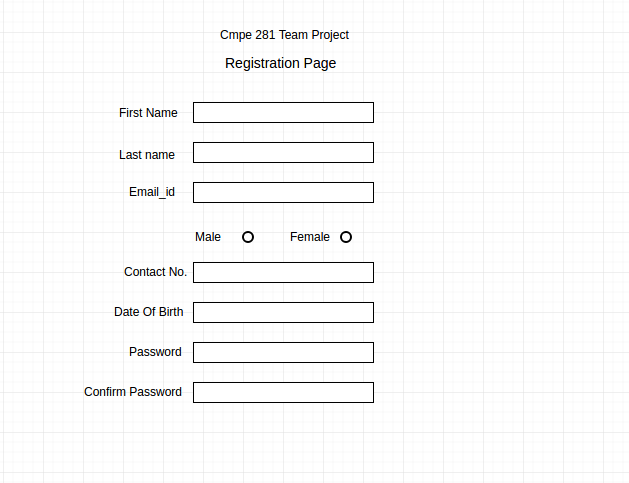 Cmpe 281 Team Project
Registration Page
First Name
Last name
Email_id
Male Female
Contact No.
Date Of Birth
Password
Confirm Password